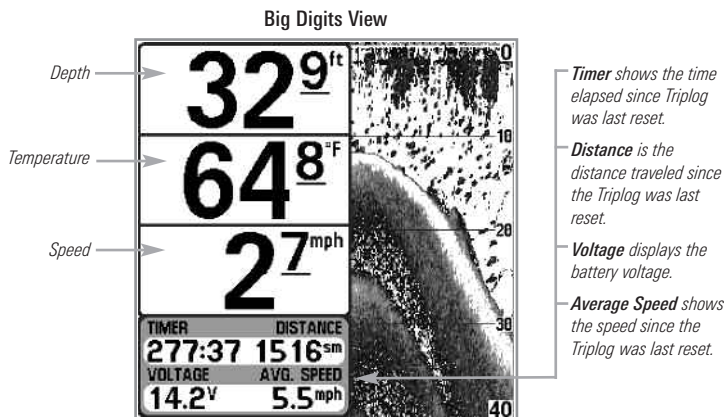 Big Digits View
Depth
32 9 ft
Temperature
64 8 °F
Speed
2 7 mph
TIMER DISTANCE
277:37 1516 sm
VOLTAGE AVG. SPEED
14.2 V 5.5 mph
0
10
20
30
40
Timer shows the time
elapsed since Triplog
was last reset.
Distance is the
distance traveled since
the Triplog was last
reset.
Voltage displays the
battery voltage.
Average Speed shows
the speed since the
Triplog was last reset.